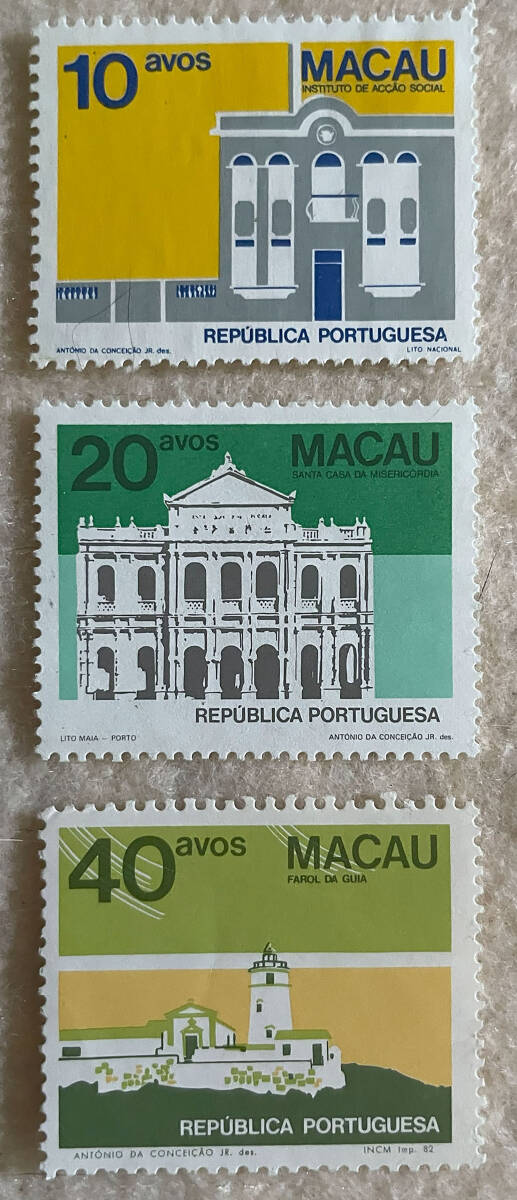 10 avos
MACAU
INSTITUTO DE ACÇÃO SOCIAL
REPÚBLICA PORTUGUESA
ANTÓNIO DA CONCEIÇÃO JR. des.
LITO NACIONAL
20 avos
MACAU
SANTA CASA DA MISERICÓRDIA
REPÚBLICA PORTUGUESA
LITO MAIA – PORTO
ANTÓNIO DA CONCEIÇÃO JR. des.
40 avos
MACAU
FAROL DA GUIA
REPÚBLICA PORTUGUESA
ANTÓNIO DA CONCEIÇÃO JR. des.
INCM Imp. 82